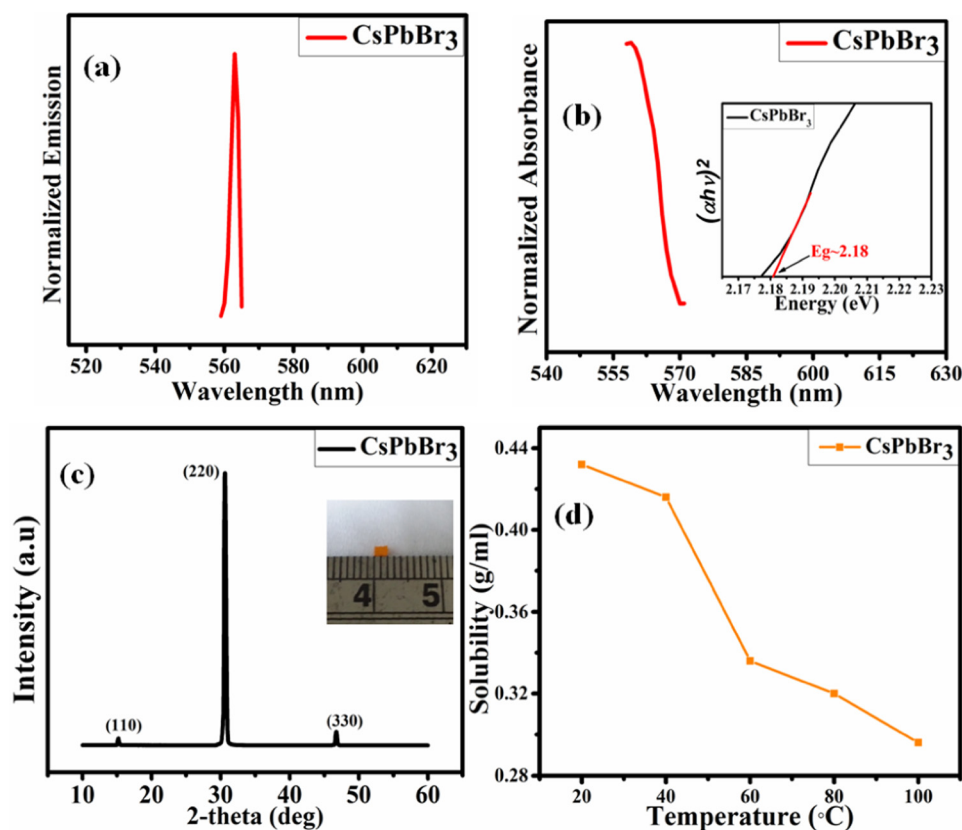 (a)
CsPbBr3
Normalized Emission
520 540 560 580 600 620
Wavelength (nm)
(b)
CsPbBr3
Normalized Absorbance
CsPbBr3
(αhν)2
Eg~2.18
2.17 2.18 2.19 2.20 2.21 2.22 2.23
Energy (eV)
540 555 570 585 600 615 630
Wavelength (nm)
(c)
CsPbBr3
(220)
(110)
(330)
4 5
Intensity (a.u)
10 20 30 40 50 60
2-theta (deg)
(d)
CsPbBr3
Solubility (g/ml)
0.44
0.40
0.36
0.32
0.28
20 40 60 80 100
Temperature (◦C)